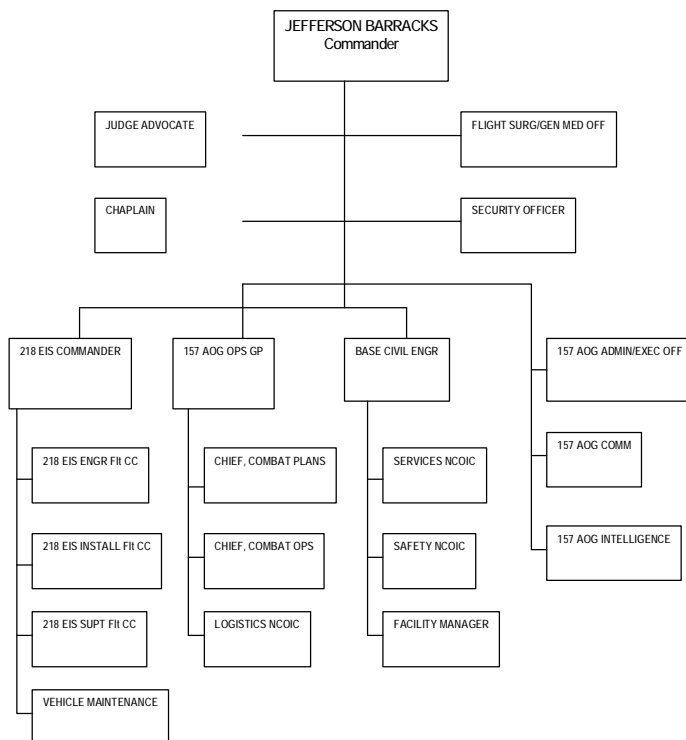 JEFFERSON BARRACKS
Commander
JUDGE ADVOCATE
FLIGHT SURG/GEN MED OFF
CHAPLAIN
SECURITY OFFICER
218 EIS COMMANDER
157 AOG OPS GP
BASE CIVIL ENGR
157 AOG ADMIN/EXEC OFF
218 EIS ENGR Flt CC
CHIEF, COMBAT PLANS
SERVICES NCOIC
157 AOG COMM
218 EIS INSTALL Flt CC
CHIEF, COMBAT OPS
SAFETY NCOIC
157 AOG INTELLIGENCE
218 EIS SUPT Flt CC
LOGISTICS NCOIC
FACILITY MANAGER
VEHICLE MAINTENANCE